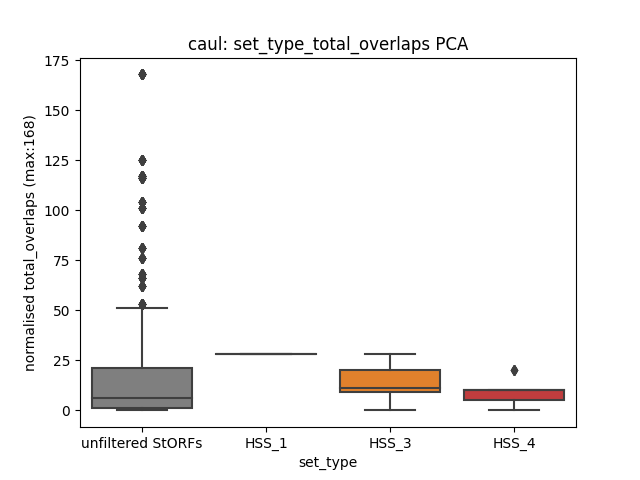 caul: set_type_total_overlaps PCA
normalised total_overlaps (max:168)
175
150
125
100
75
50
25
0
unfiltered StORFs HSS_1 HSS_3 HSS_4
set_type